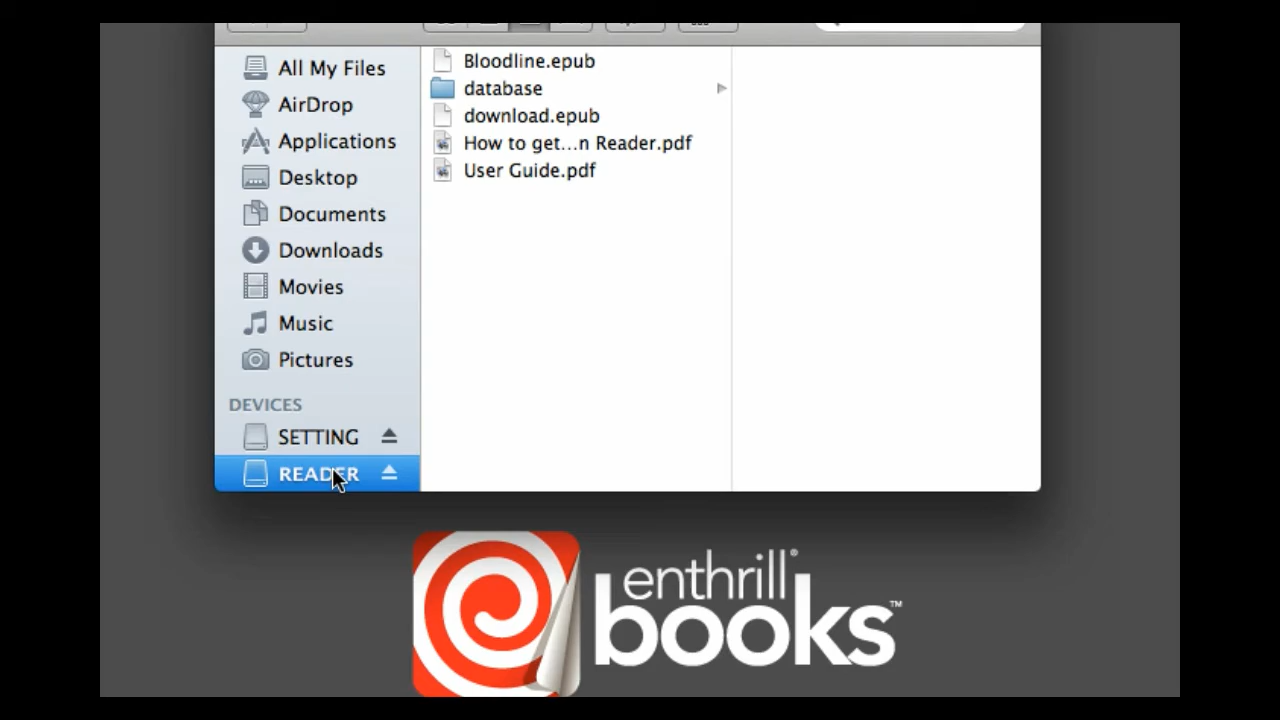 All My Files
AirDrop
Applications
Desktop
Documents
Downloads
Movies
Music
Pictures
DEVICES
SETTING
READER
Bloodline.epub
database
download.epub
How to get...n Reader.pdf
User Guide.pdf
enthrill®
books™